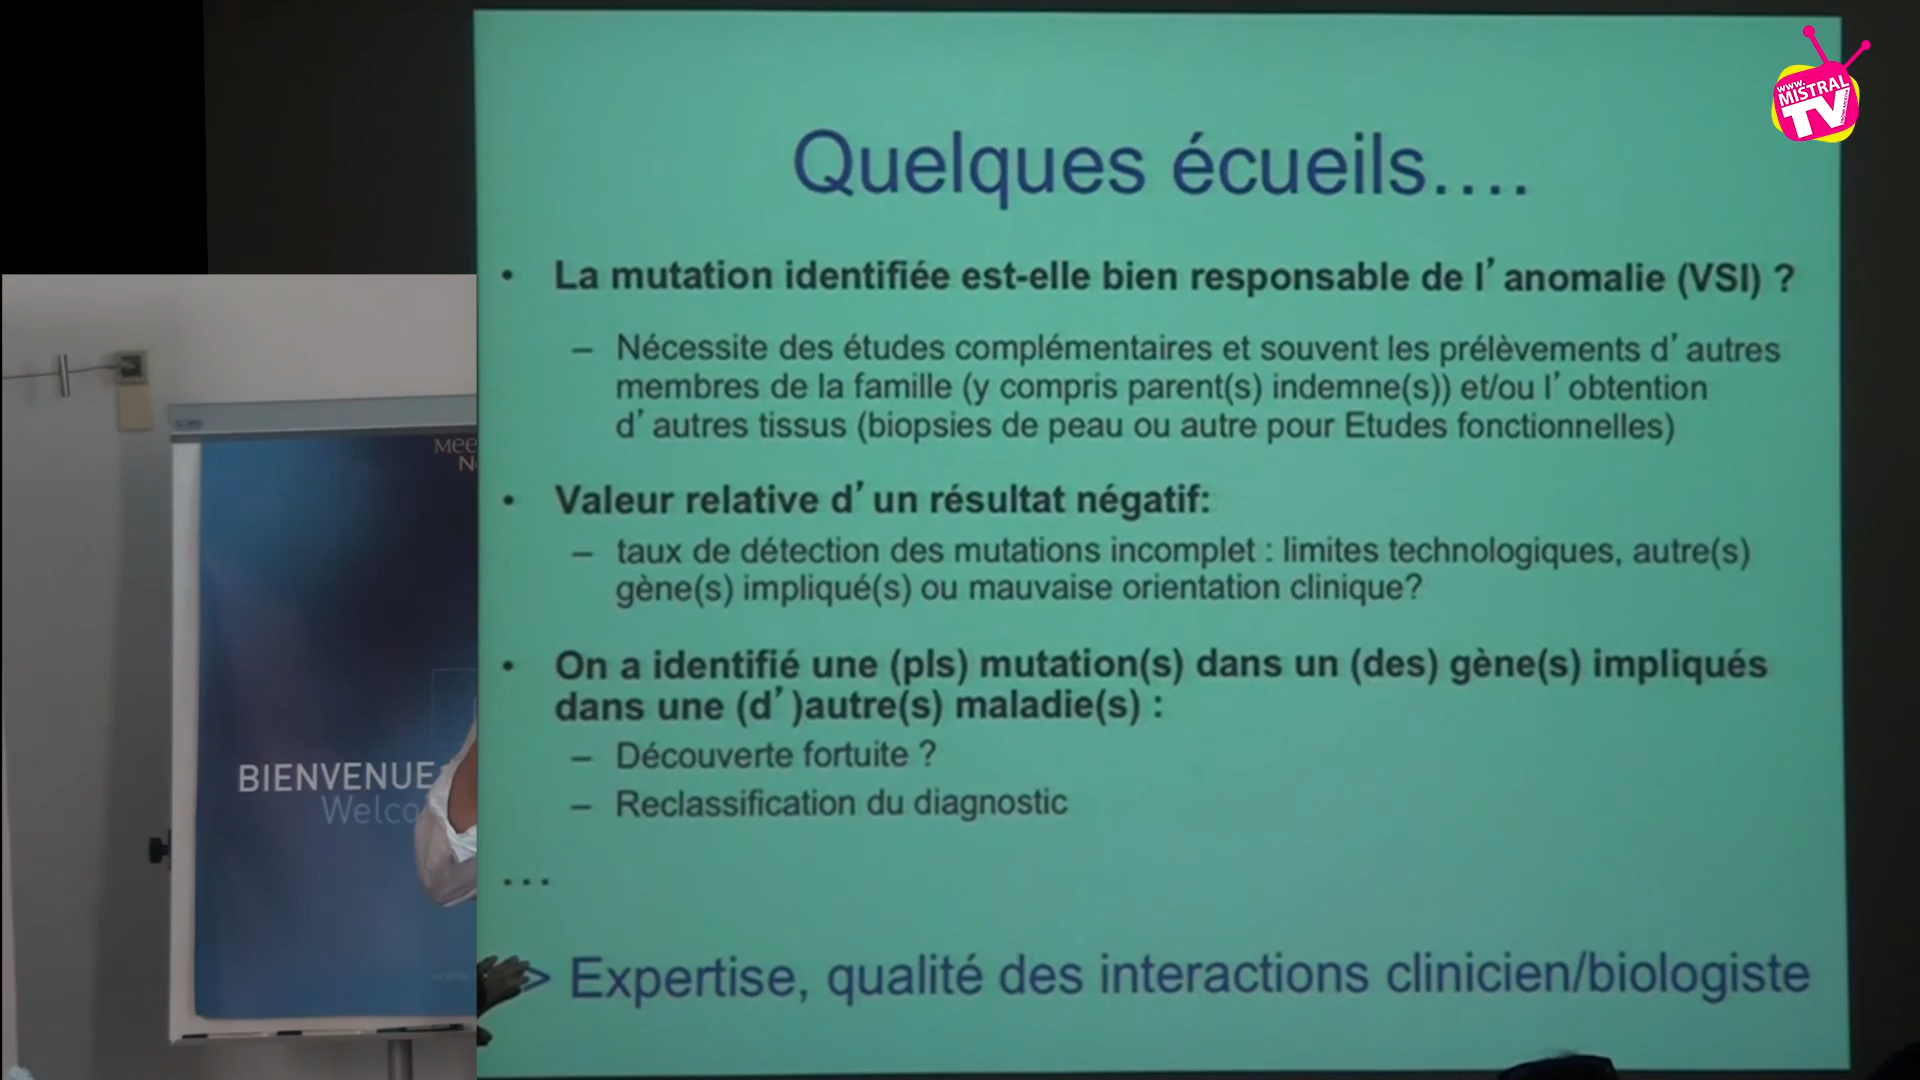 www.
MISTRAL
TV
Quelques écueils....
• La mutation identifiée est-elle bien responsable de l’anomalie (VSI) ?
– Nécessite des études complémentaires et souvent les prélèvements d’autres
membres de la famille (y compris parent(s) indemne(s)) et/ou l’obtention
d’autres tissus (biopsies de peau ou autre pour Etudes fonctionnelles)
• Valeur relative d’un résultat négatif:
– taux de détection des mutations incomplet : limites technologiques, autre(s)
gène(s) impliqué(s) ou mauvaise orientation clinique?
• On a identifié une (pls) mutation(s) dans un (des) gène(s) impliqués
dans une (d’)autre(s) maladie(s) :
– Découverte fortuite ?
– Reclassification du diagnostic
...
> Expertise, qualité des interactions clinicien/biologiste
Mee
No
BIENVENUE
Welco